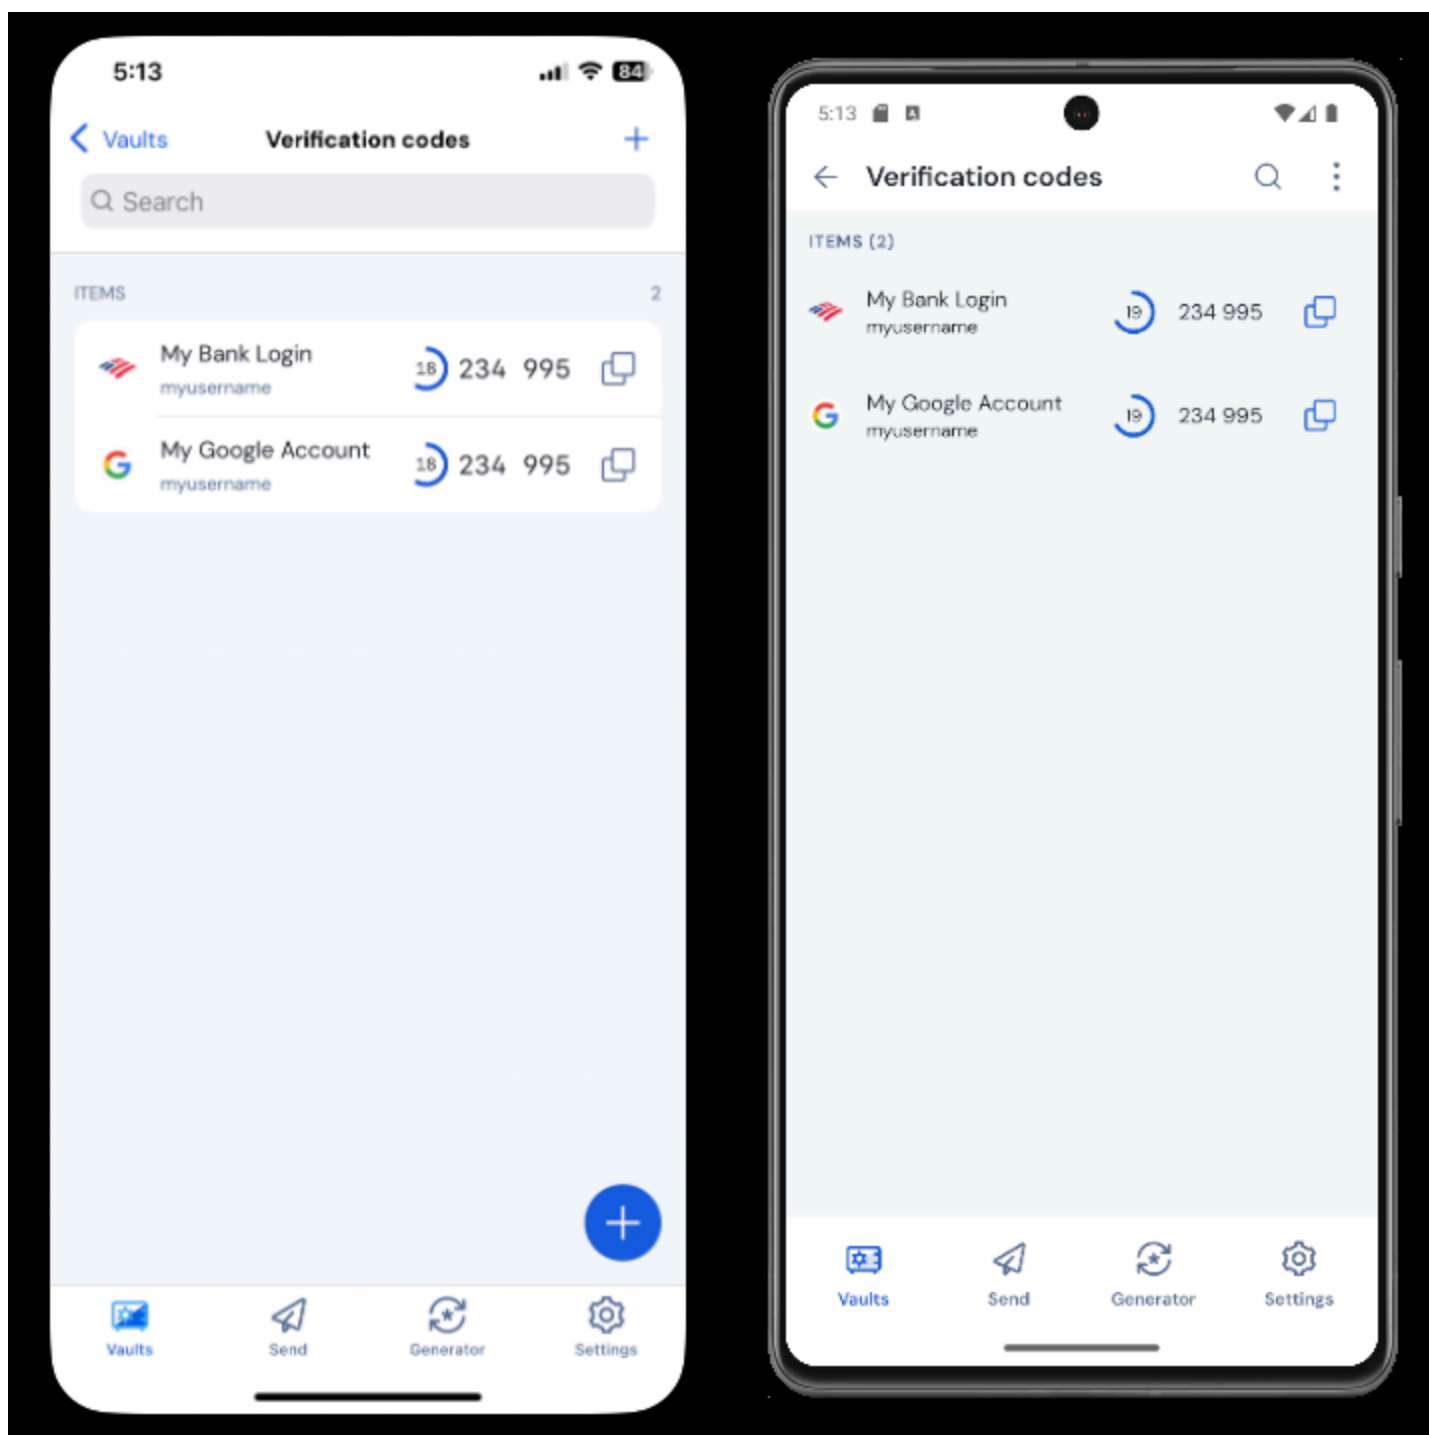 5:13
84
Vaults
Verification codes
Search
ITEMS 2
My Bank Login
myusername
18 234 995
My Google Account
myusername
18 234 995
Vaults Send Generator Settings
5:13
Verification codes
ITEMS (2)
My Bank Login
myusername
19 234 995
My Google Account
myusername
19 234 995
Vaults Send Generator Settings